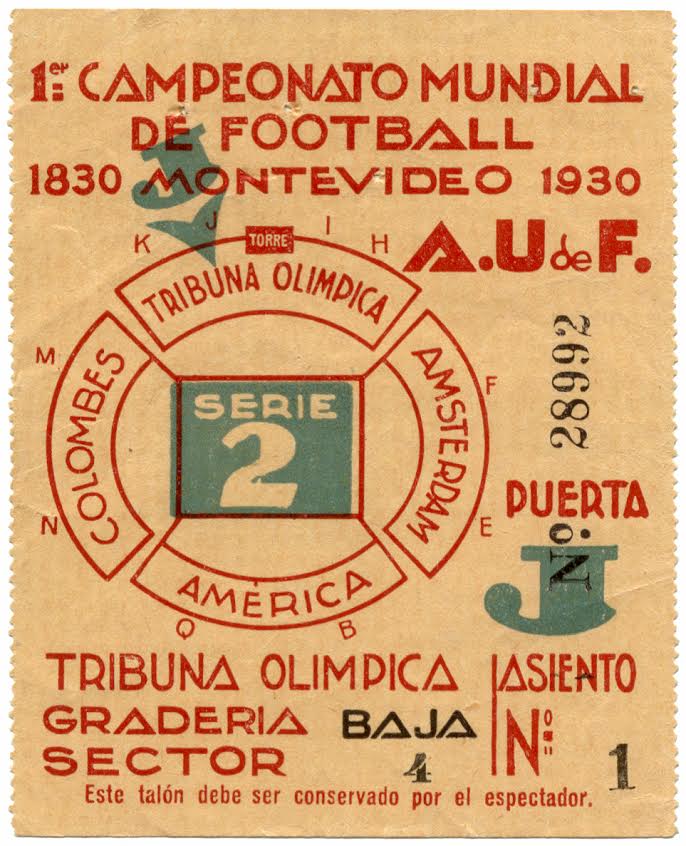 1er CAMPEONATO MUNDIAL
DE FOOTBALL
1830 MONTEVIDEO 1930
A.U de F.
J
K J TORRE I H
TRIBUNA OLIMPICA
M COLOMBES N
AMSTERDAM
F
E
SERIE
2
AMÉRICA
Q B
Nº. 28992
PUERTA
J
TRIBUNA OLIMPICA
GRADERIA BAJA
SECTOR 4
ASIENTO
Nº 1
Este talón debe ser conservado por el espectador.